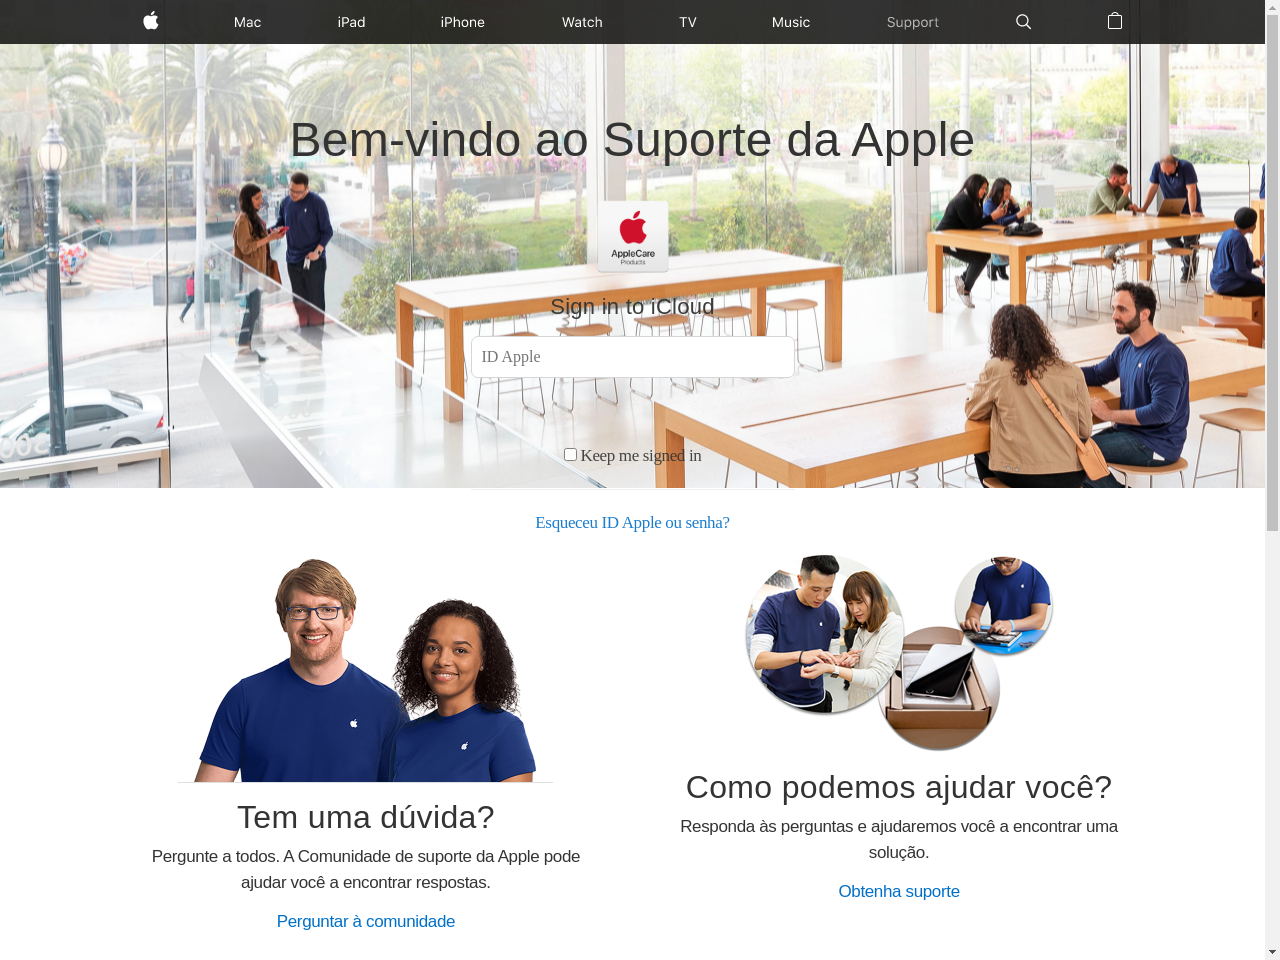 Mac
iPad
iPhone
Watch
TV
Music
Support
Bem-vindo ao Suporte da Apple
AppleCare
Products
Sign in to iCloud
ID Apple
Keep me signed in
Esqueceu ID Apple ou senha?
Tem uma dúvida?
Pergunte a todos. A Comunidade de suporte da Apple pode
ajudar você a encontrar respostas.
Perguntar à comunidade
Como podemos ajudar você?
Responda às perguntas e ajudaremos você a encontrar uma
solução.
Obtenha suporte